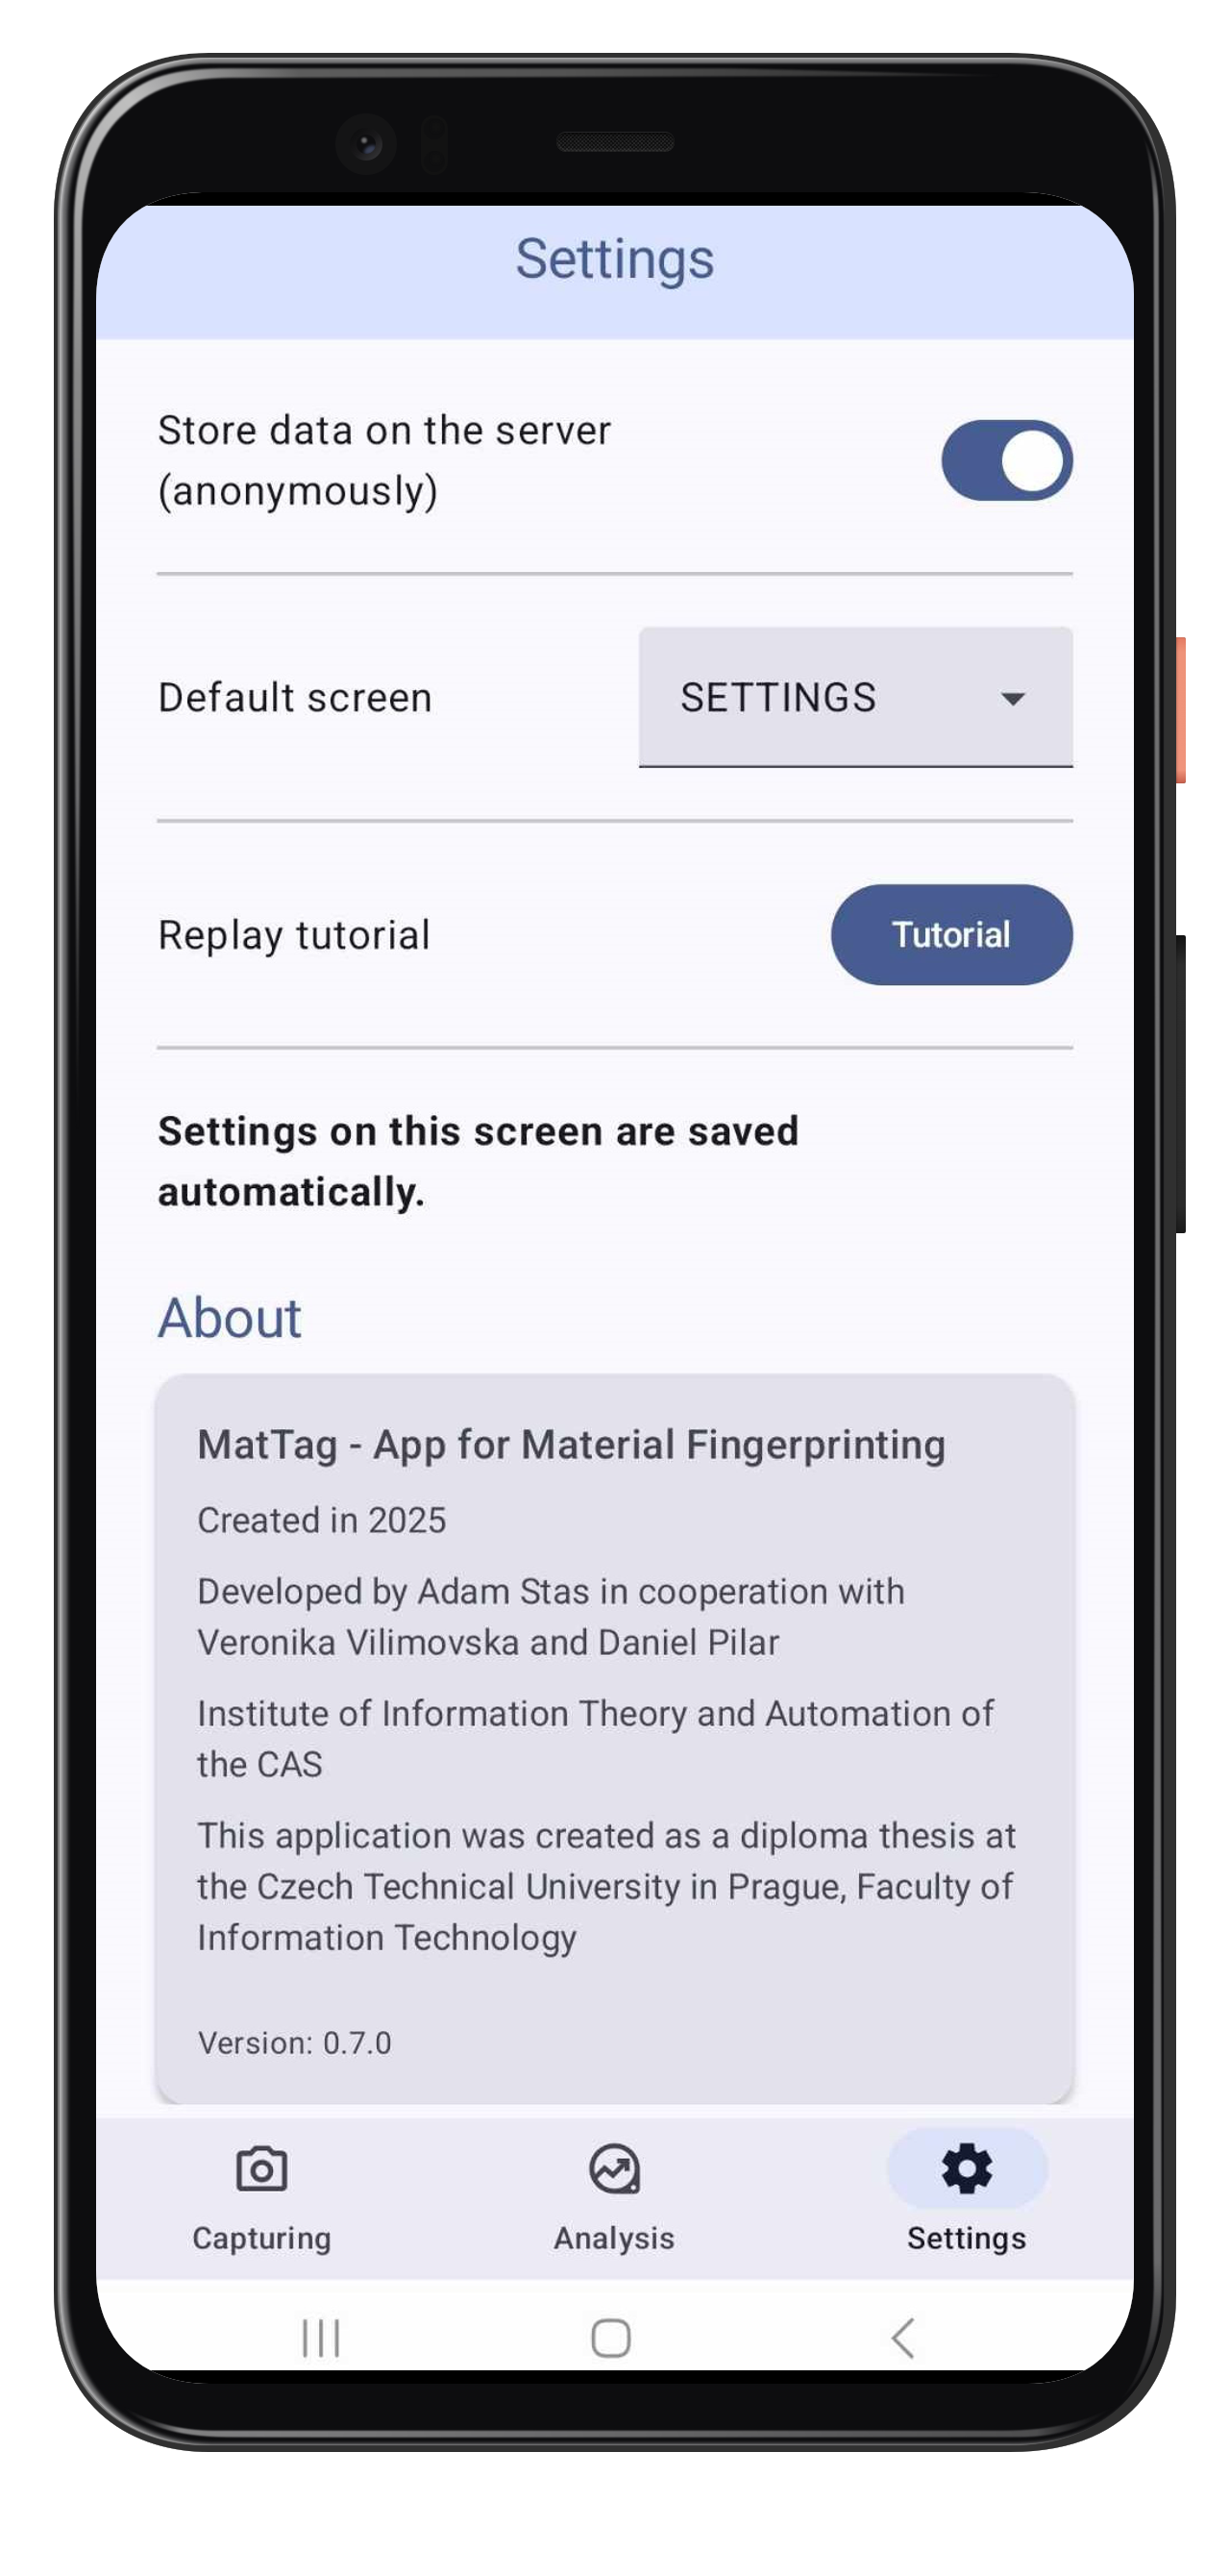 Settings
Store data on the server
(anonymously)
Default screen
SETTINGS
Replay tutorial
Tutorial
Settings on this screen are saved
automatically.
About
MatTag - App for Material Fingerprinting
Created in 2025
Developed by Adam Stas in cooperation with
Veronika Vilimovska and Daniel Pilar
Institute of Information Theory and Automation of
the CAS
This application was created as a diploma thesis at
the Czech Technical University in Prague, Faculty of
Information Technology
Version: 0.7.0
Capturing
Analysis
Settings